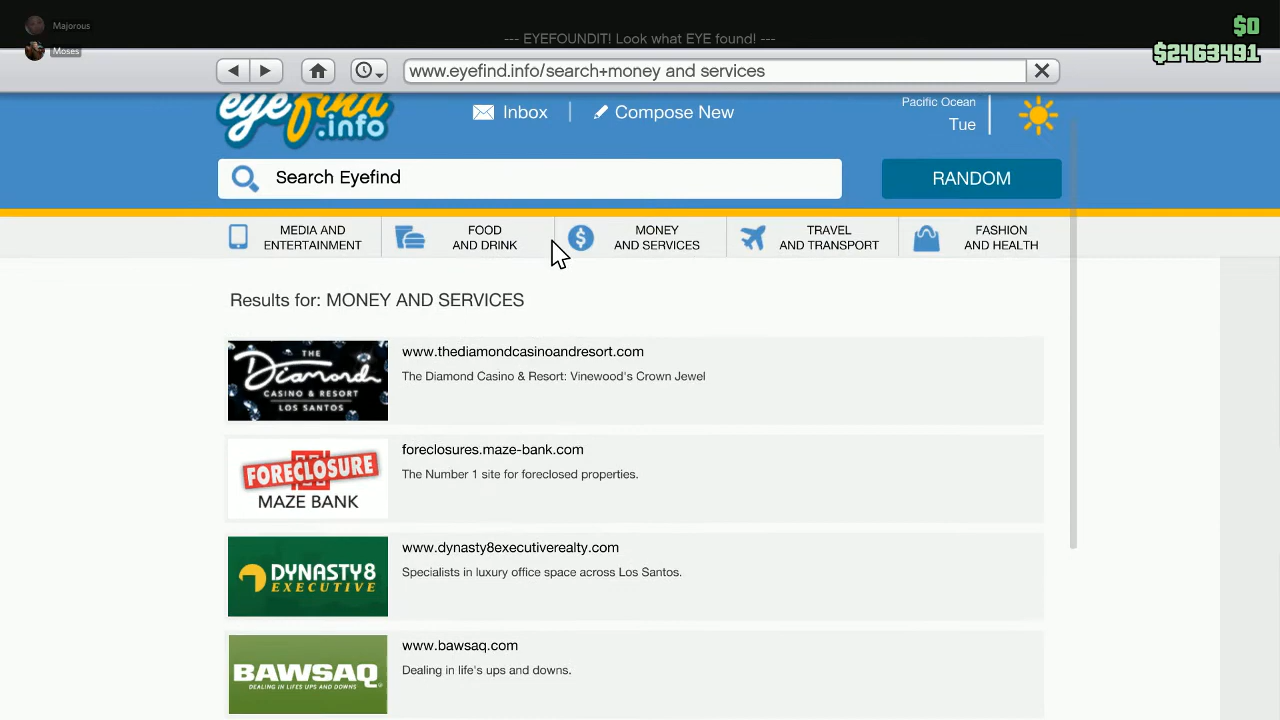 Majorous
Moses
--- EYEFOUNDIT! Look what EYE found! ---
$0
$2463491
www.eyefind.info/search+money and services
eyefind
.info
Inbox
Compose New
Pacific Ocean
Tue
Search Eyefind
RANDOM
MEDIA AND
ENTERTAINMENT
FOOD
AND DRINK
MONEY
AND SERVICES
TRAVEL
AND TRANSPORT
FASHION
AND HEALTH
Results for: MONEY AND SERVICES
THE
Diamond
CASINO & RESORT
LOS SANTOS
www.thediamondcasinoandresort.com
The Diamond Casino & Resort: Vinewood's Crown Jewel
FORECLOSURE
MAZE BANK
foreclosures.maze-bank.com
The Number 1 site for foreclosed properties.
DYNASTY8
EXECUTIVE
www.dynasty8executiverealty.com
Specialists in luxury office space across Los Santos.
BAWSAQ
DEALING IN LIFES UPS AND DOWNS
www.bawsaq.com
Dealing in life's ups and downs.